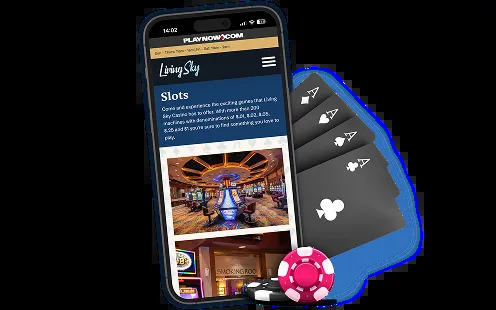 14:02
PLAYNOW.COM
Living Sky
Slots
Come and experience the exciting games that Living
Sky Casino has to offer. With more than 200
machines with denominations of $.01, $.02, $.05,
$.25 and $1 you're sure to find something you love to
play.
SMOKING ROO
A
A
A
A